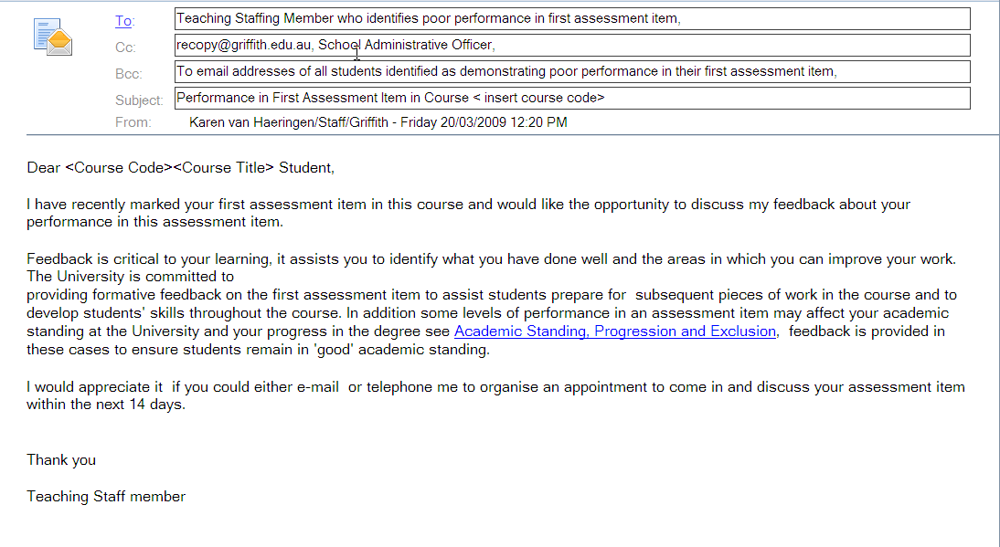 To: Teaching Staffing Member who identifies poor performance in first assessment item,
Cc: recopy@griffith.edu.au, School Administrative Officer,
Bcc: To email addresses of all students identified as demonstrating poor performance in their first assessment item,
Subject: Performance in First Assessment Item in Course < insert course code>
From: Karen van Haeringen/Staff/Griffith - Friday 20/03/2009 12:20 PM
Dear <Course Code><Course Title> Student,
I have recently marked your first assessment item in this course and would like the opportunity to discuss my feedback about your
performance in this assessment item.
Feedback is critical to your learning, it assists you to identify what you have done well and the areas in which you can improve your work.
The University is committed to
providing formative feedback on the first assessment item to assist students prepare for  subsequent pieces of work in the course and to
develop students' skills throughout the course. In addition some levels of performance in an assessment item may affect your academic
standing at the University and your progress in the degree see Academic Standing, Progression and Exclusion,  feedback is provided in
these cases to ensure students remain in 'good' academic standing.
I would appreciate it  if you could either e-mail  or telephone me to organise an appointment to come in and discuss your assessment item
within the next 14 days.
Thank you
Teaching Staff member